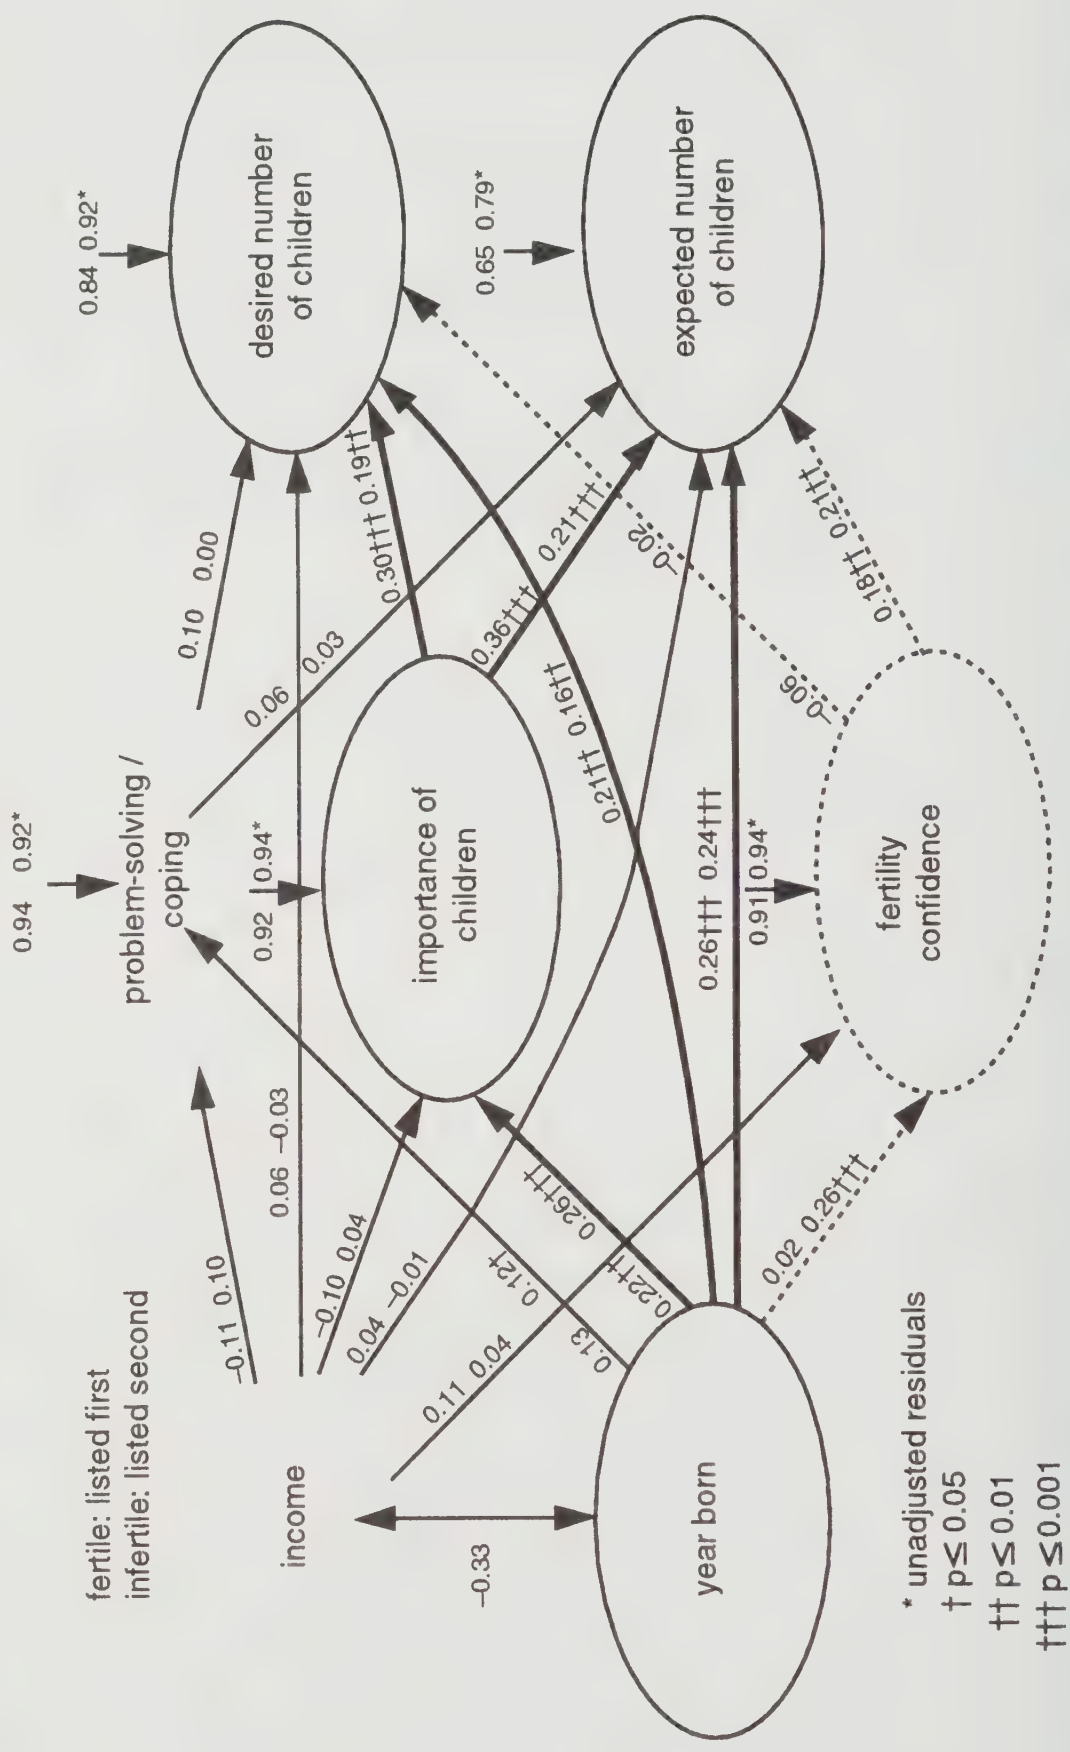 fertile: listed first
infertile: listed second
0.94 0.92*
problem-solving /
coping
0.84 0.92*
desired number
of children
0.10 0.00
–0.11 0.10
income
0.06 –0.03
0.06 0.03
0.92 0.94*
importance of
children
0.30††† 0.19††
–0.10 0.04
0.04 –0.01
0.36††† 0.21†††
0.65 0.79*
expected number
of children
–0.33
0.13 0.12†
0.22††† 0.26†††
0.21††† 0.16††
–0.06 –0.02
0.11 0.04
0.26††† 0.24†††
0.91 0.94*
year born
0.02 0.26†††
fertility
confidence
0.18†† 0.21†††
* unadjusted residuals
† p≤ 0.05
†† p≤ 0.01
††† p ≤ 0.001